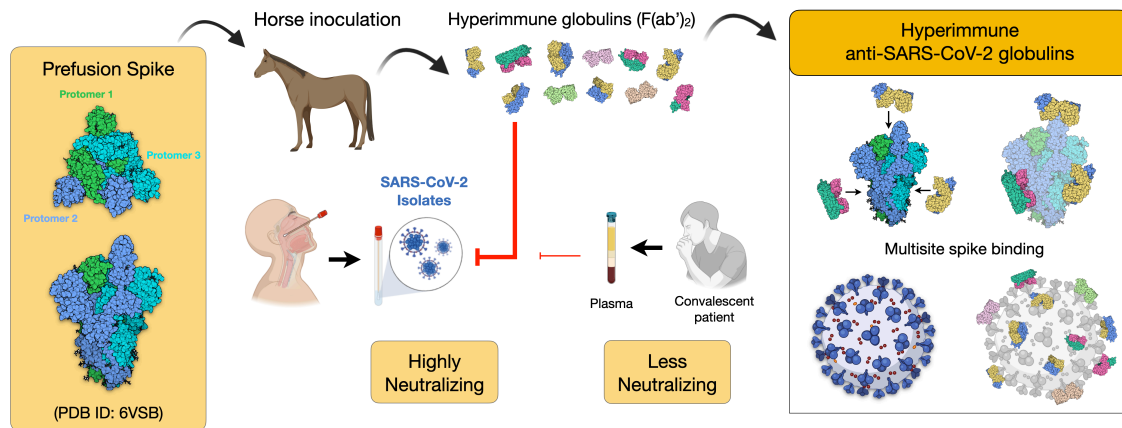 Prefusion Spike
Protomer 1
Protomer 3
Protomer 2
(PDB ID: 6VSB)
Horse inoculation
Hyperimmune globulins (F(ab’)₂)
SARS-CoV-2
Isolates
Plasma
Convalescent
patient
Highly
Neutralizing
Less
Neutralizing
Hyperimmune
anti-SARS-CoV-2 globulins
Multisite spike binding